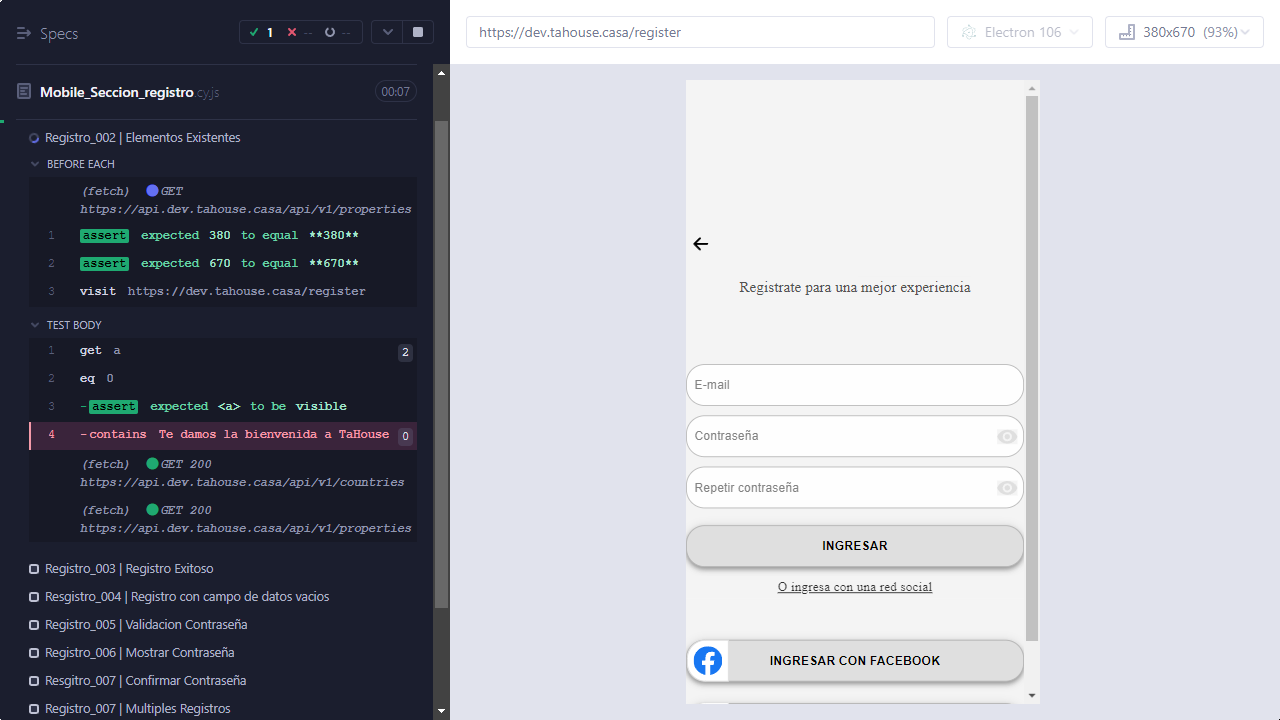 Specs
1
--
--
Mobile_Seccion_registro.cy.js
00:07
Registro_002 | Elementos Existentes
BEFORE EACH
(fetch) GET
https://api.dev.tahouse.casa/api/v1/properties
1 assert expected 380 to equal **380**
2 assert expected 670 to equal **670**
3 visit https://dev.tahouse.casa/register
TEST BODY
1 get a 2
2 eq 0
3 -assert expected <a> to be visible
4 -contains Te damos la bienvenida a TaHouse 0
(fetch) GET 200
https://api.dev.tahouse.casa/api/v1/countries
(fetch) GET 200
https://api.dev.tahouse.casa/api/v1/properties
Registro_003 | Registro Exitoso
Resgistro_004 | Registro con campo de datos vacios
Registro_005 | Validacion Contraseña
Registro_006 | Mostrar Contraseña
Resgitro_007 | Confirmar Contraseña
Registro_007 | Multiples Registros
https://dev.tahouse.casa/register
Electron 106
380x670 (93%)
Registrate para una mejor experiencia
E-mail
Contraseña
Repetir contraseña
INGRESAR
O ingresa con una red social
INGRESAR CON FACEBOOK